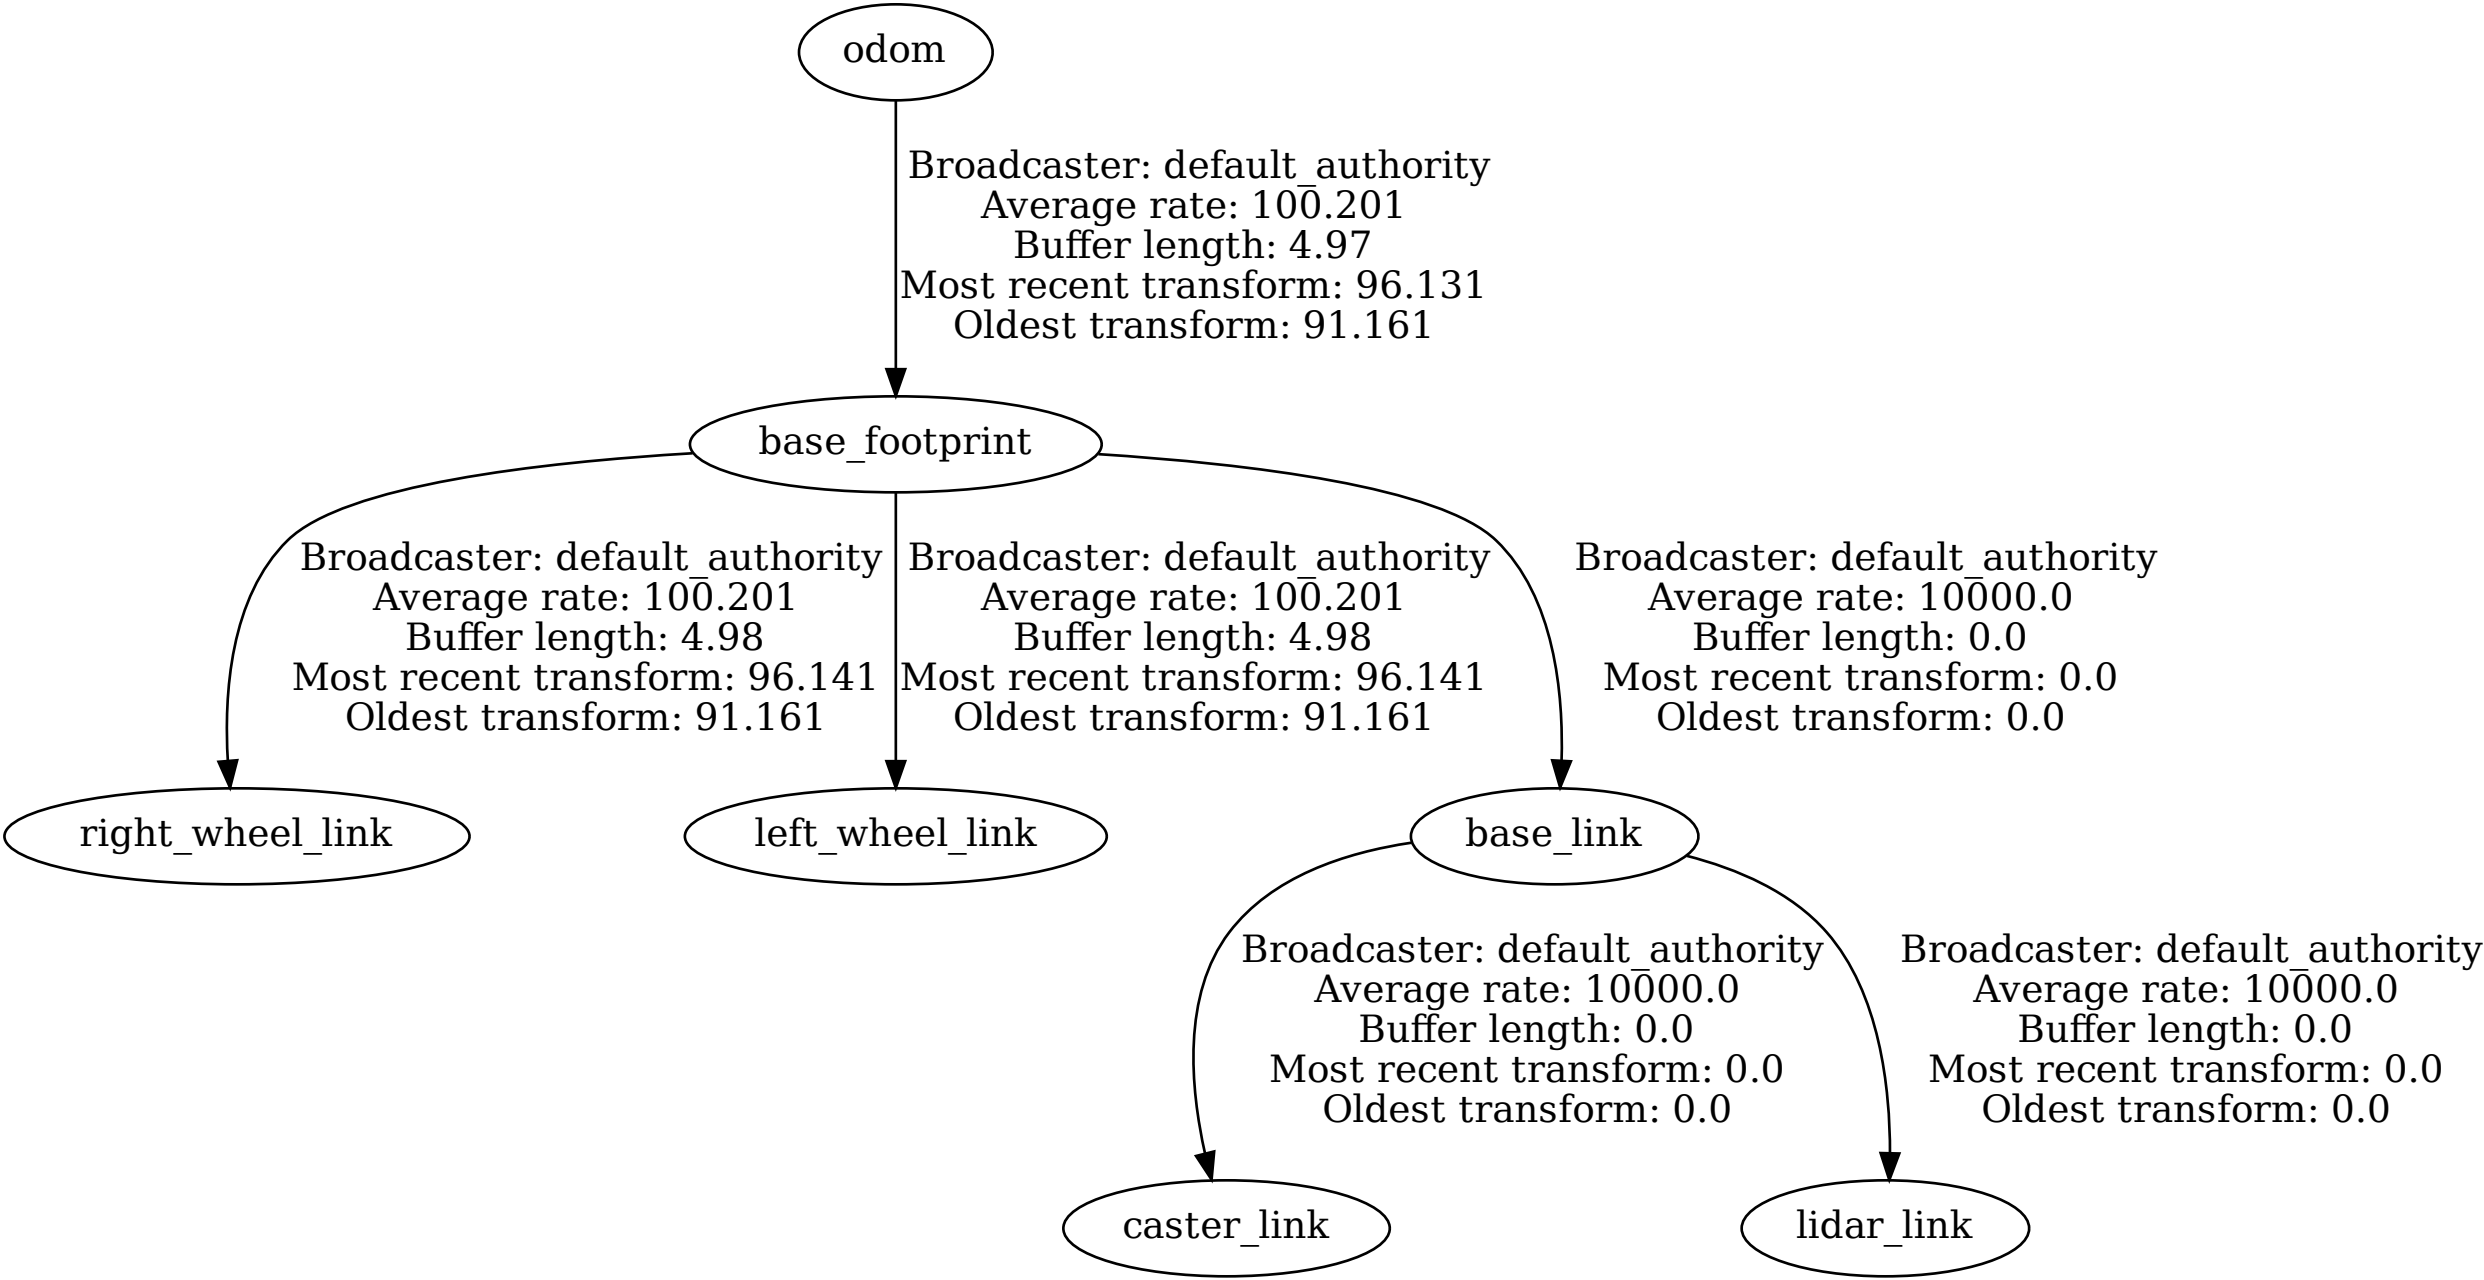 odom
Broadcaster: default_authority
Average rate: 100.201
Buffer length: 4.97
Most recent transform: 96.131
Oldest transform: 91.161
base_footprint
Broadcaster: default_authority
Average rate: 100.201
Buffer length: 4.98
Most recent transform: 96.141
Oldest transform: 91.161
Broadcaster: default_authority
Average rate: 100.201
Buffer length: 4.98
Most recent transform: 96.141
Oldest transform: 91.161
Broadcaster: default_authority
Average rate: 10000.0
Buffer length: 0.0
Most recent transform: 0.0
Oldest transform: 0.0
right_wheel_link
left_wheel_link
base_link
Broadcaster: default_authority
Average rate: 10000.0
Buffer length: 0.0
Most recent transform: 0.0
Oldest transform: 0.0
Broadcaster: default_authority
Average rate: 10000.0
Buffer length: 0.0
Most recent transform: 0.0
Oldest transform: 0.0
caster_link
lidar_link